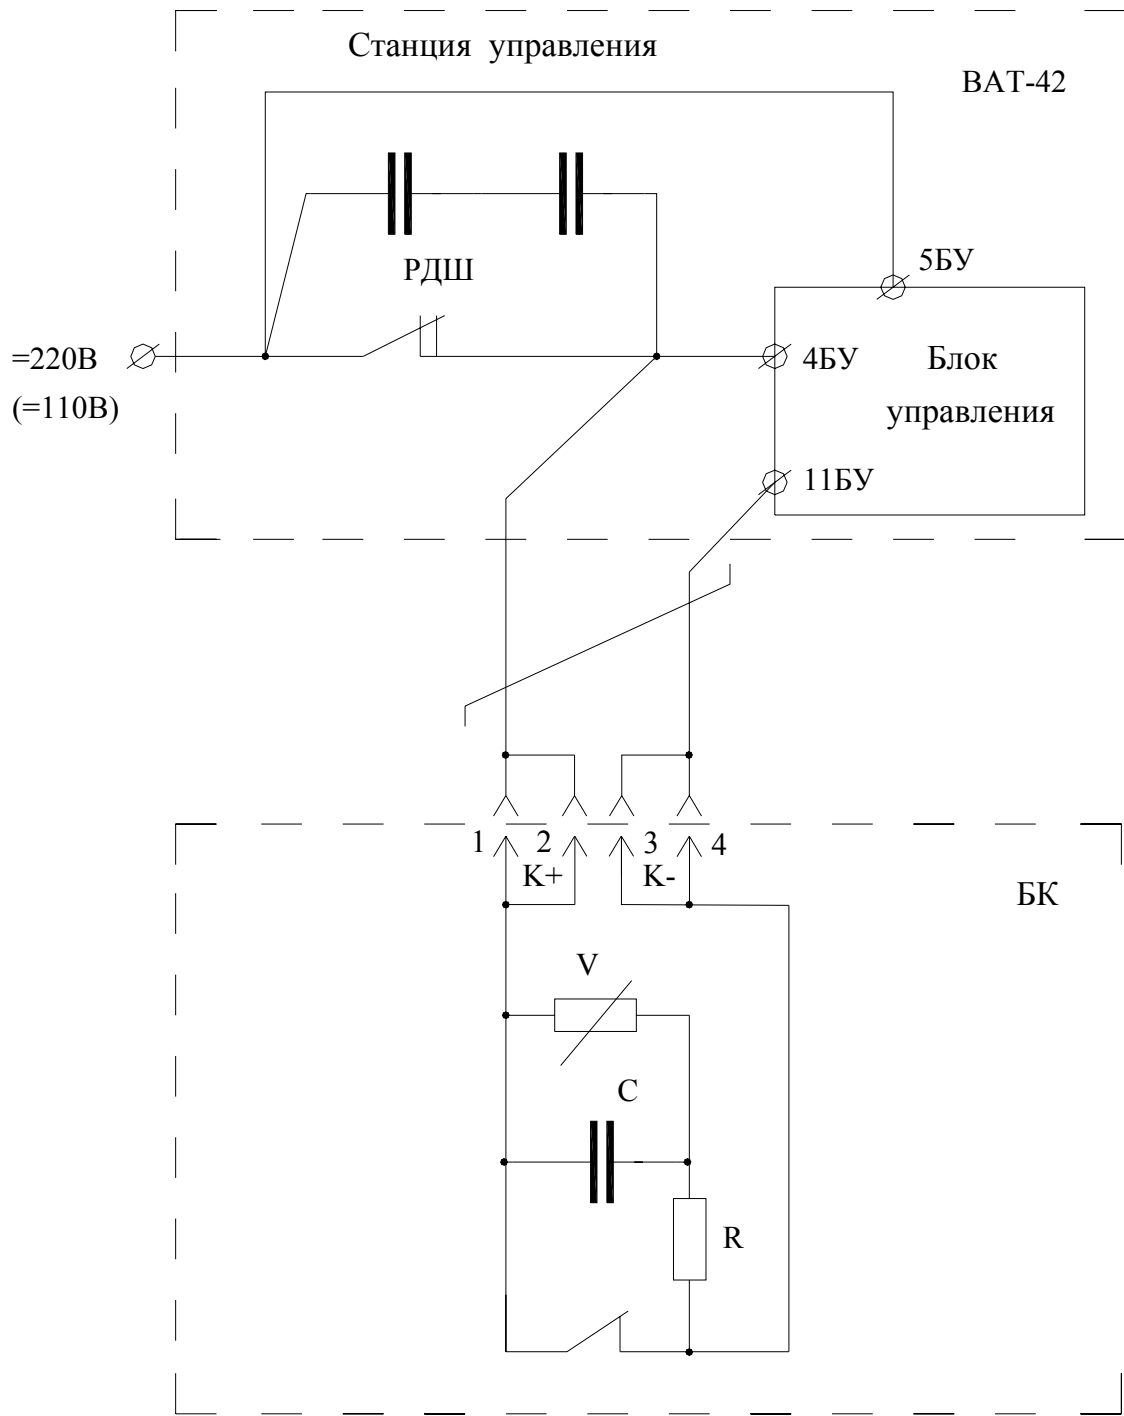 Станция управления
ВАТ-42
РДШ
5БУ
=220В
(=110В)
4БУ
Блок
управления
11БУ
1 2 3 4
К+ К-
БК
V
C
R